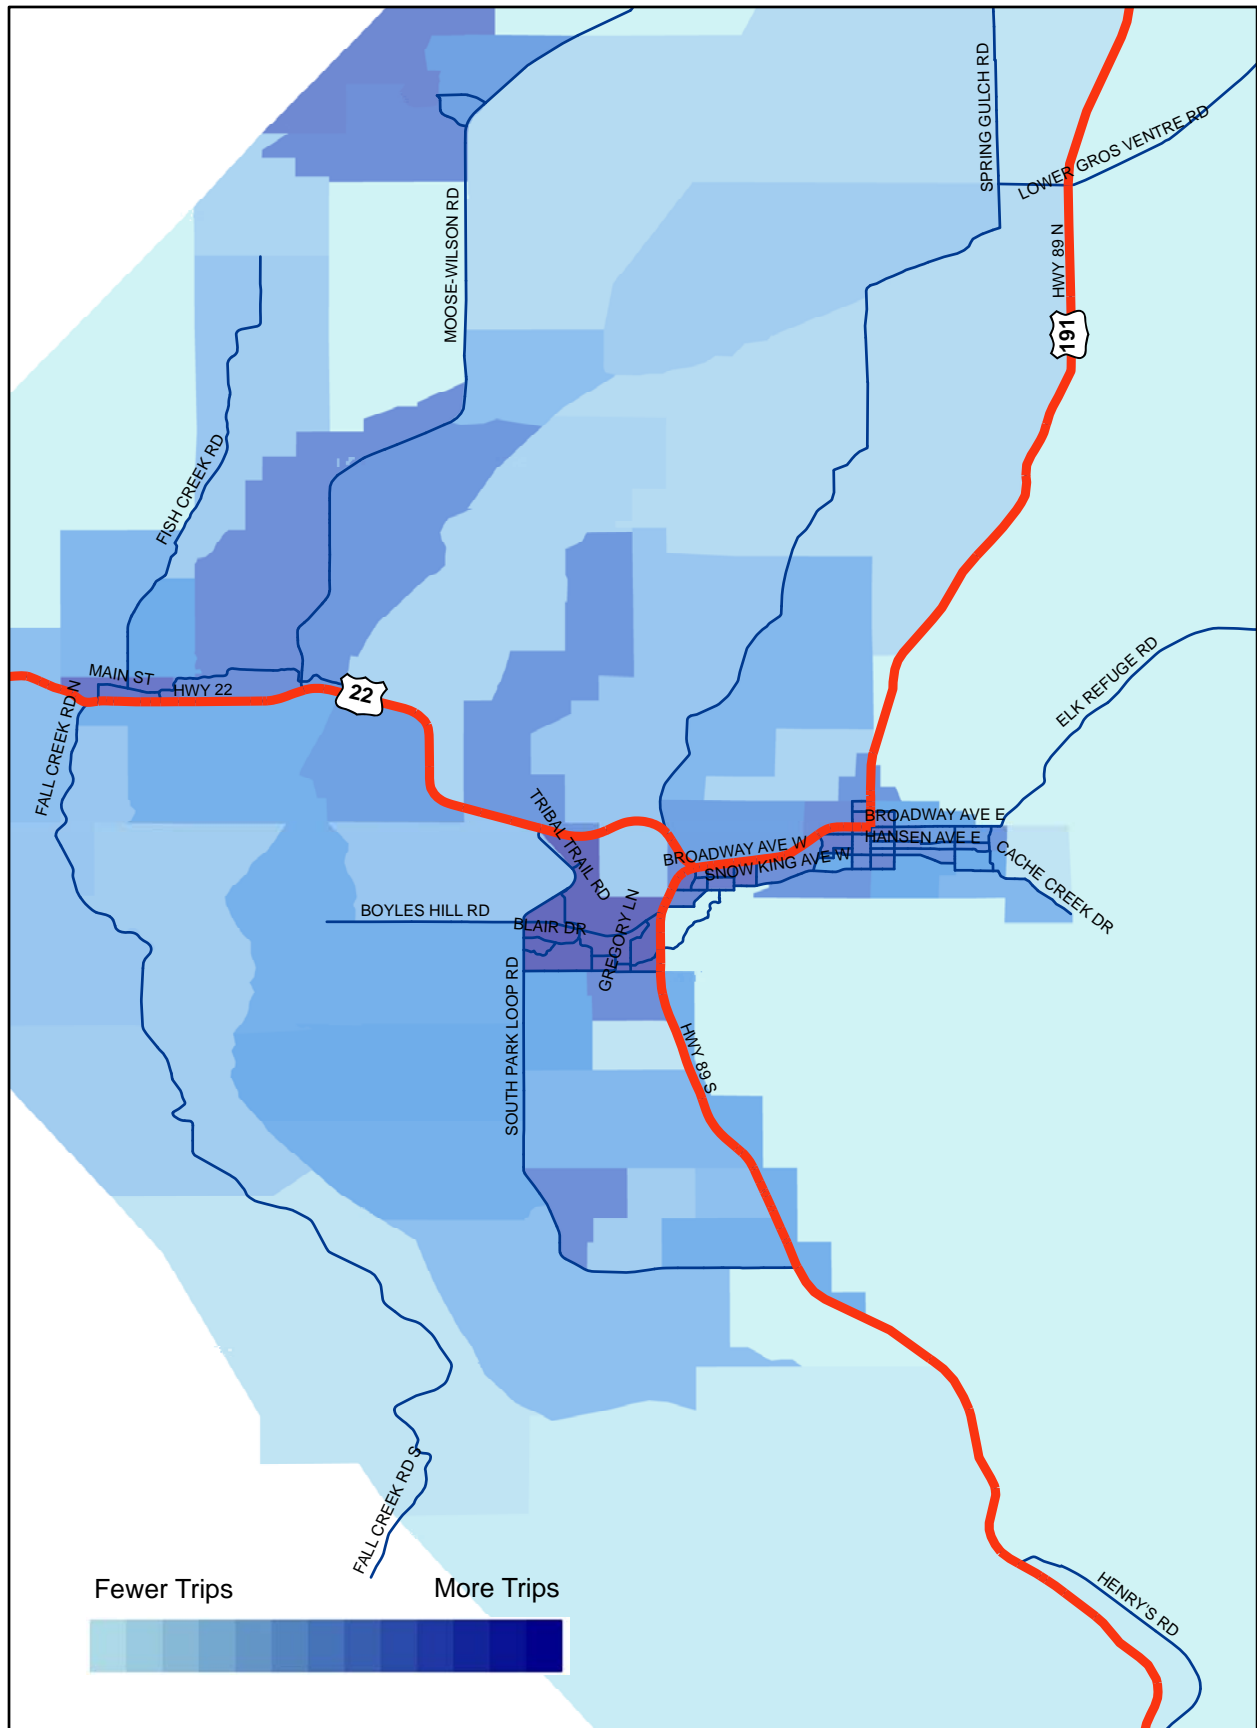 SPRING GULCH RD
LOWER GROS VENTRE RD
MOOSE-WILSON RD
HWY 89 N
191
FISH CREEK RD
MAIN ST
HWY 22
22
ELK REFUGE RD
FALL CREEK RD N
TRIBAL TRAIL RD
BROADWAY AVE E
HANSEN AVE E
BROADWAY AVE W
SNOW KING AVE W
CACHE CREEK DR
BOYLES HILL RD
BLAIR DR
GREGORY LN
SOUTH PARK LOOP RD
HWY 89 S
FALL CREEK RD S
HENRY'S RD
Fewer Trips
More Trips